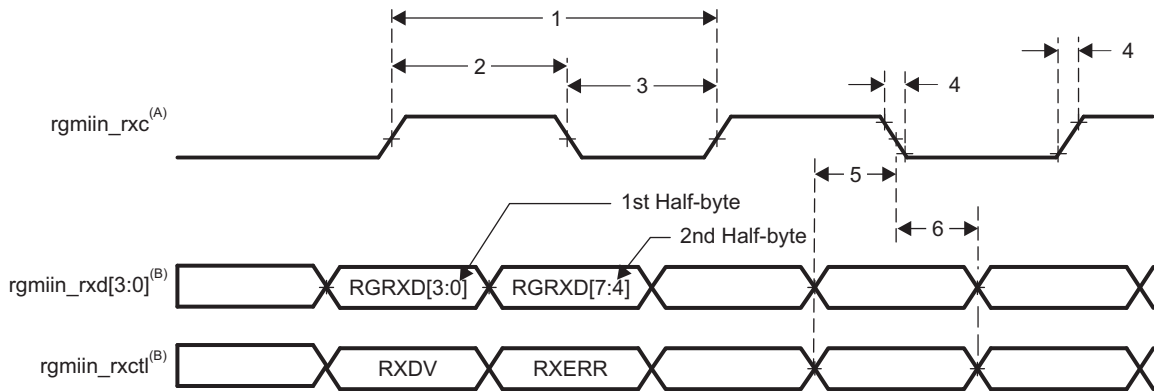 1
2
3
4
4
rgmiin_rxc(A)
5
1st Half-byte
6
2nd Half-byte
rgmiin_rxd[3:0](B)
RGRXD[3:0]
RGRXD[7:4]
rgmiin_rxctl(B)
RXDV
RXERR